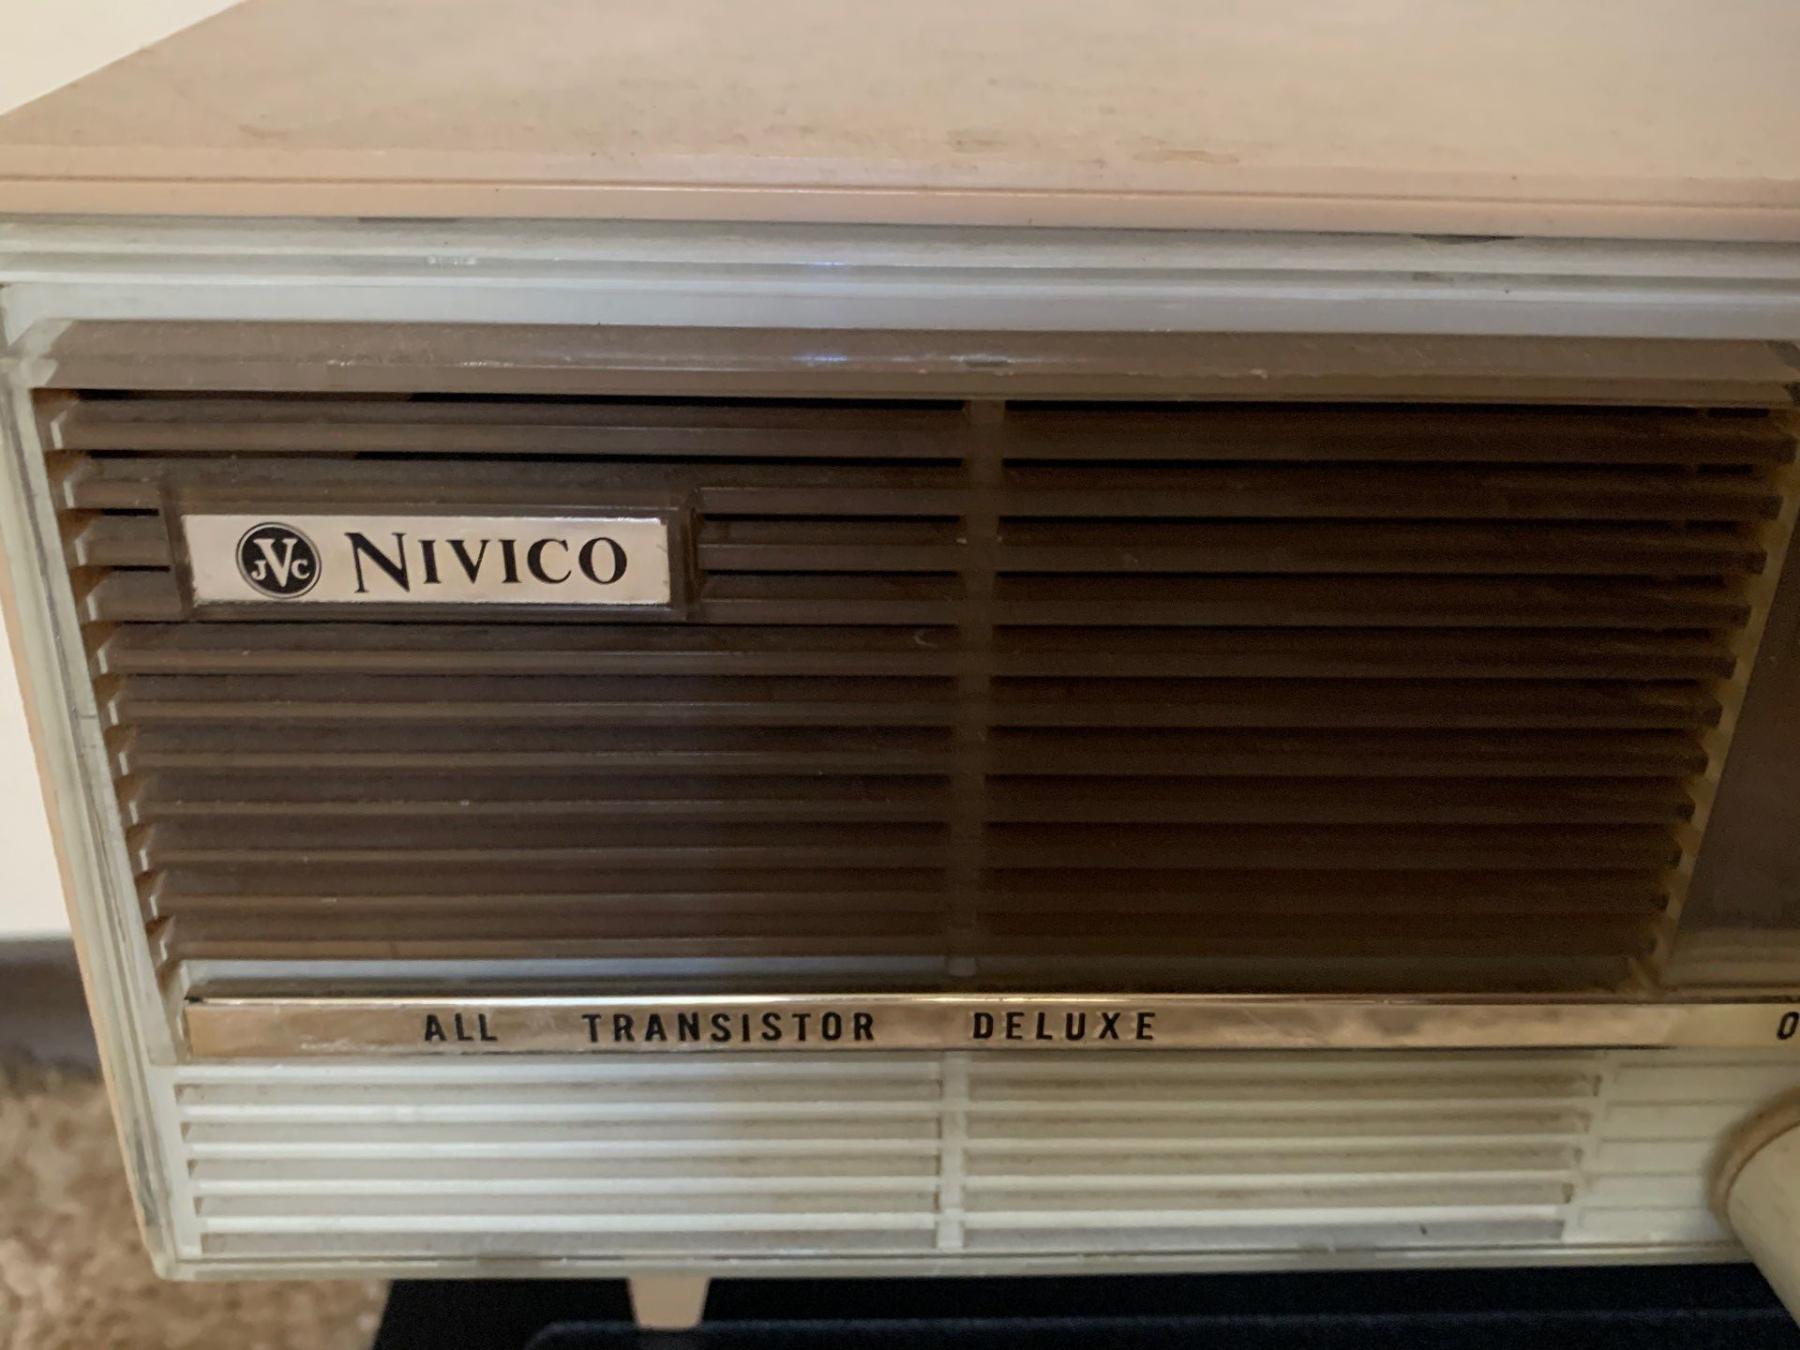 JVC NIVICO
ALL TRANSISTOR DELUXE O